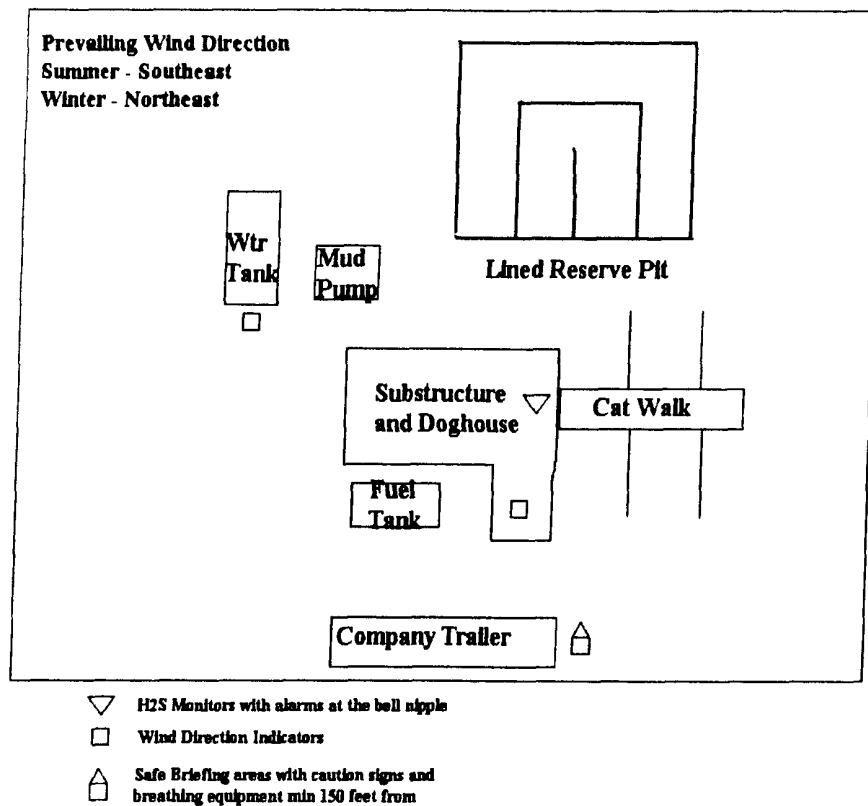 Prevailing Wind Direction
Summer - Southeast
Winter - Northeast
Wtr
Tank
Mud
Pump
Lined Reserve Pit
Substructure
and Doghouse
Cat Walk
Fuel
Tank
Company Trailer
H2S Monitors with alarms at the bell nipple
Wind Direction Indicators
Safe Briefing areas with caution signs and
breathing equipment min 150 feet from